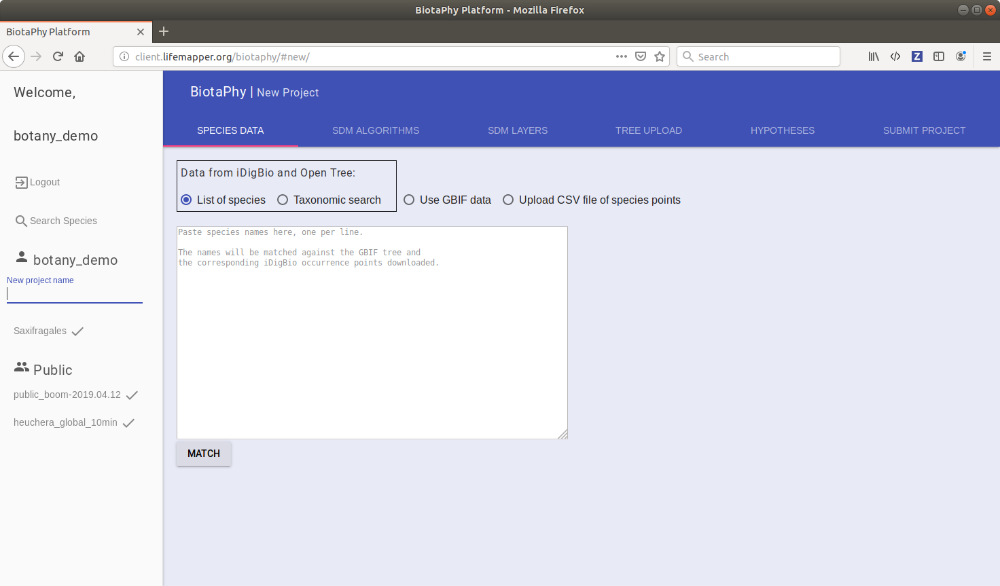 BiotaPhy Platform - Mozilla Firefox
BiotaPhy Platform
client.lifemapper.org/biotaphy/#new/
Search
Z
Welcome,
botany_demo
Logout
Search Species
botany_demo
New project name
Saxifragales
Public
public_boom-2019.04.12
heuchera_global_10min
BiotaPhy | New Project
SPECIES DATA SDM ALGORITHMS SDM LAYERS TREE UPLOAD HYPOTHESES SUBMIT PROJECT
Data from iDigBio and Open Tree:
List of species Taxonomic search Use GBIF data Upload CSV file of species points
Paste species names here, one per line.
The names will be matched against the GBIF tree and
the corresponding iDigBio occurrence points downloaded.
MATCH